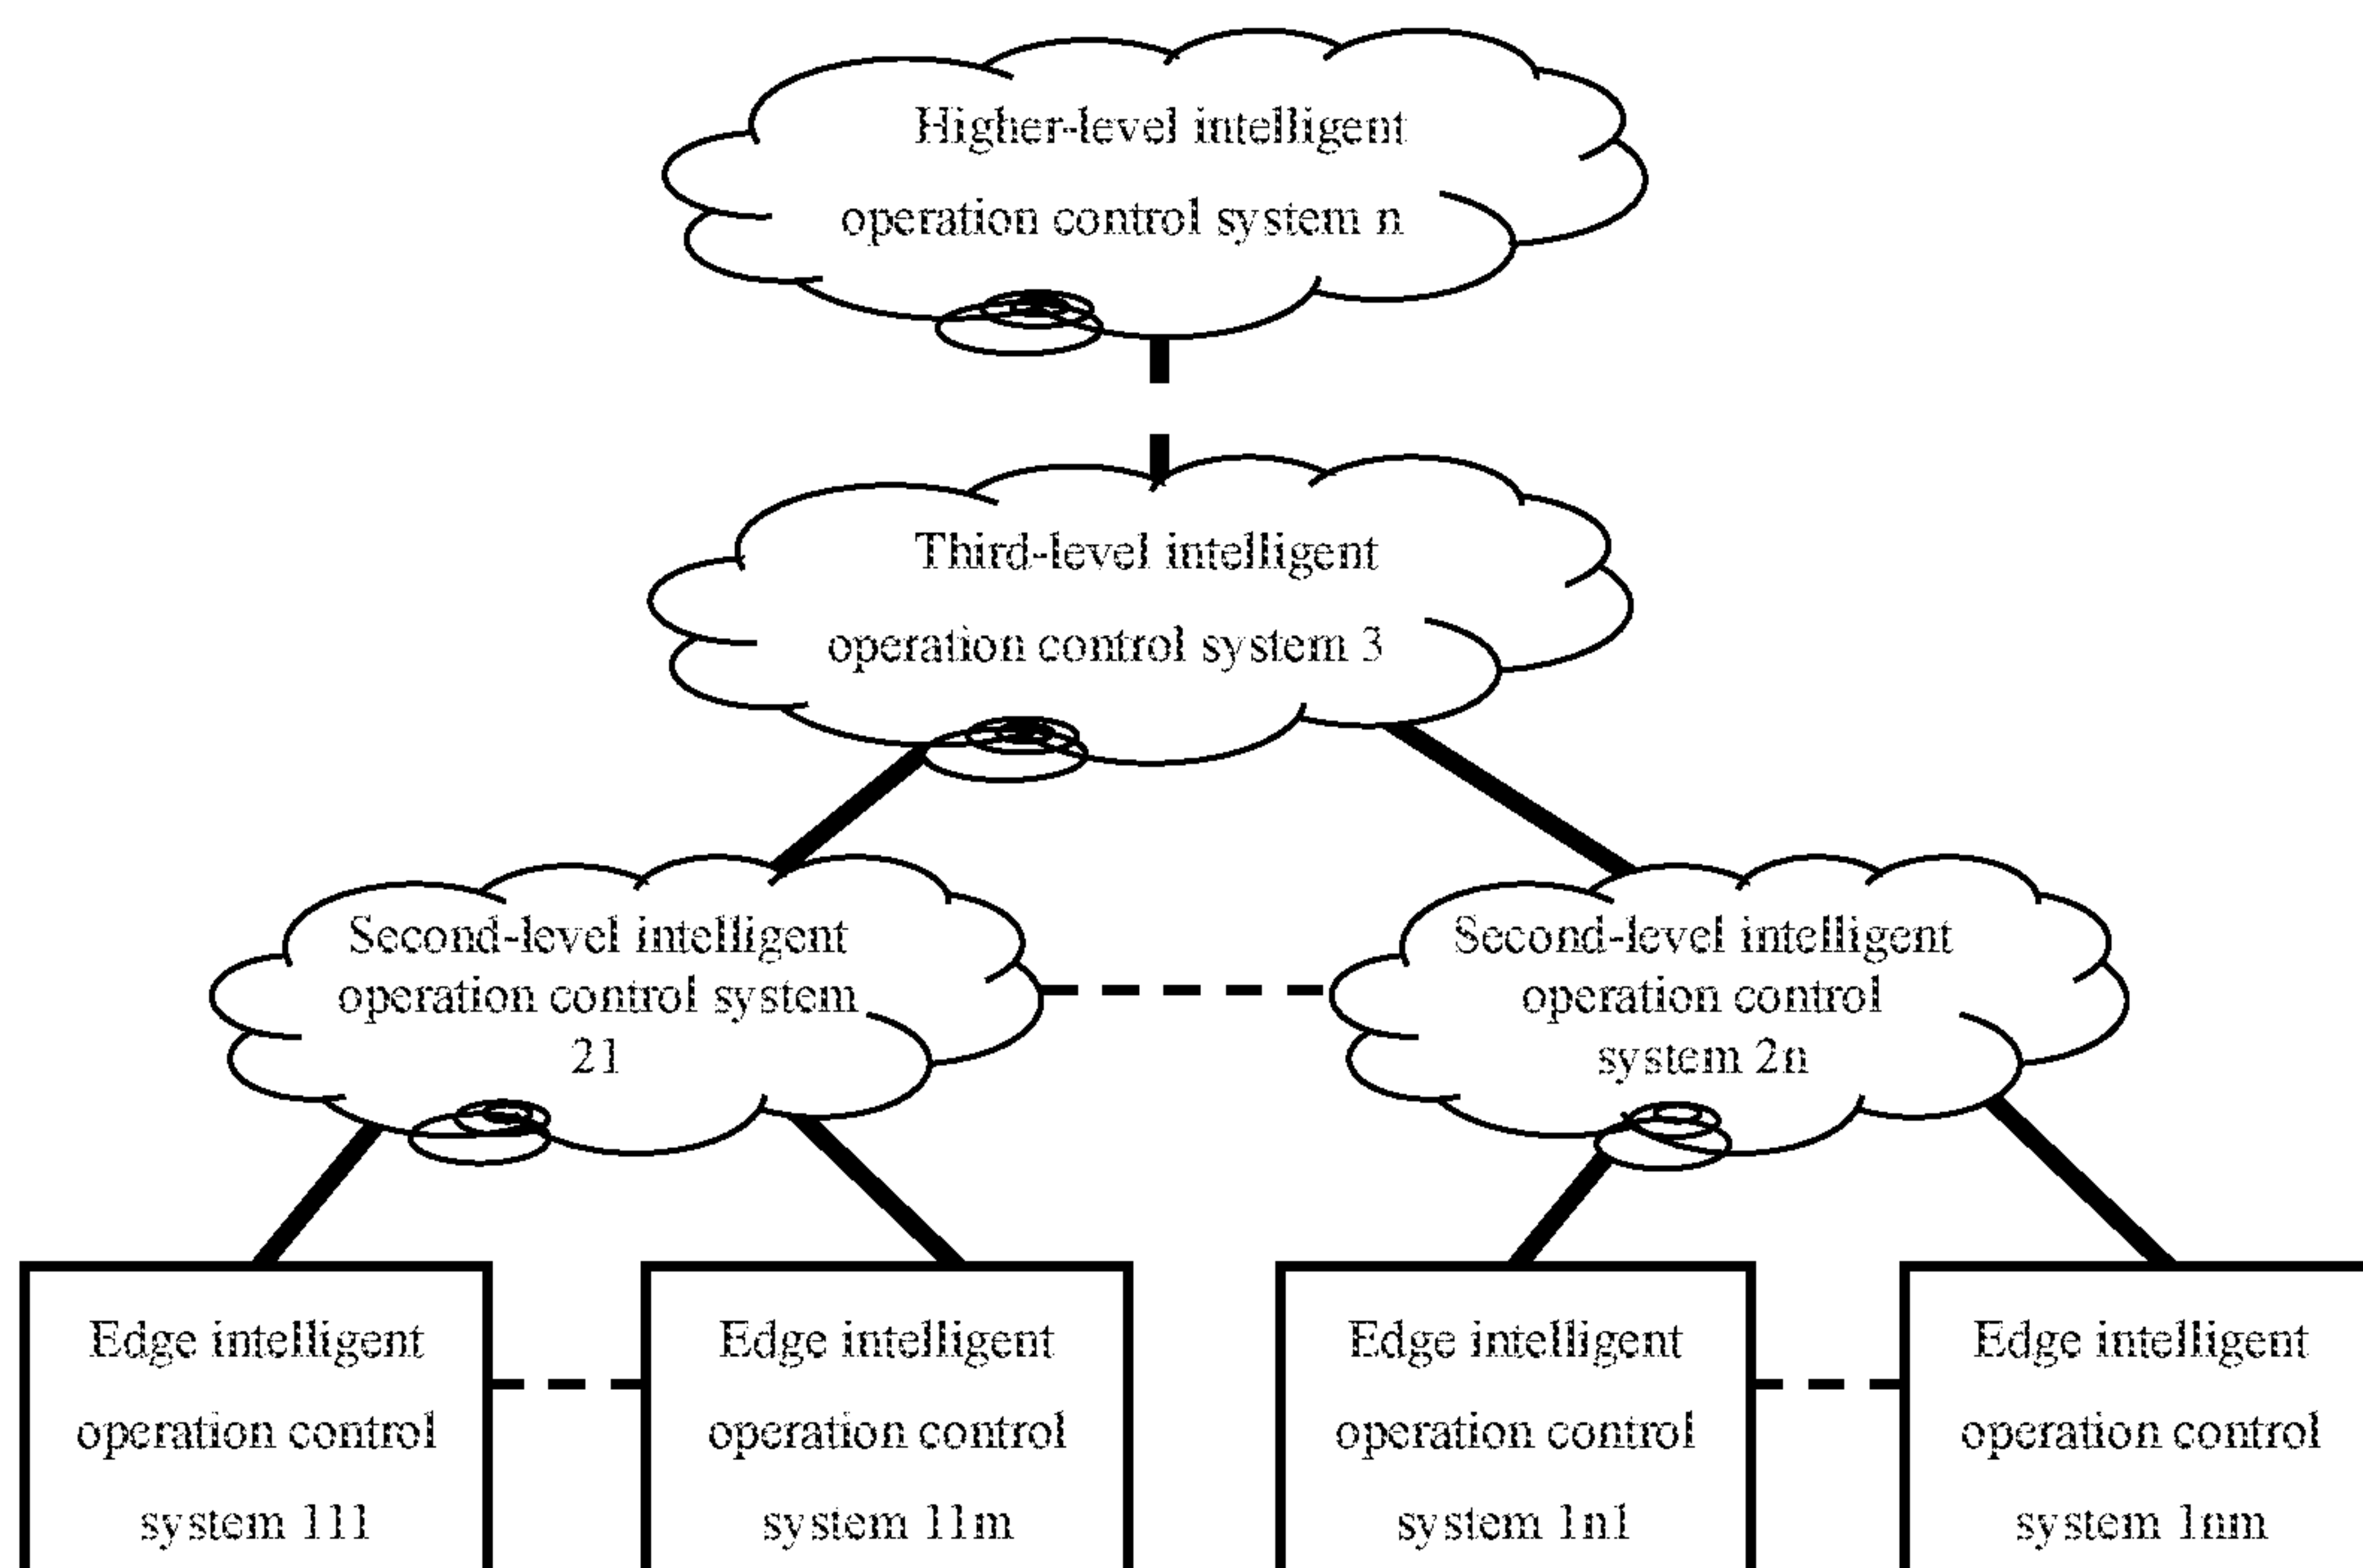 Higher-level intelligent
operation control system n
Third-level intelligent
operation control system 3
Second-level intelligent
operation control system
21
Second-level intelligent
operation control
system 2n
Edge intelligent
operation control
system 111
Edge intelligent
operation control
system 11m
Edge intelligent
operation control
system 1n1
Edge intelligent
operation control
system 1nm